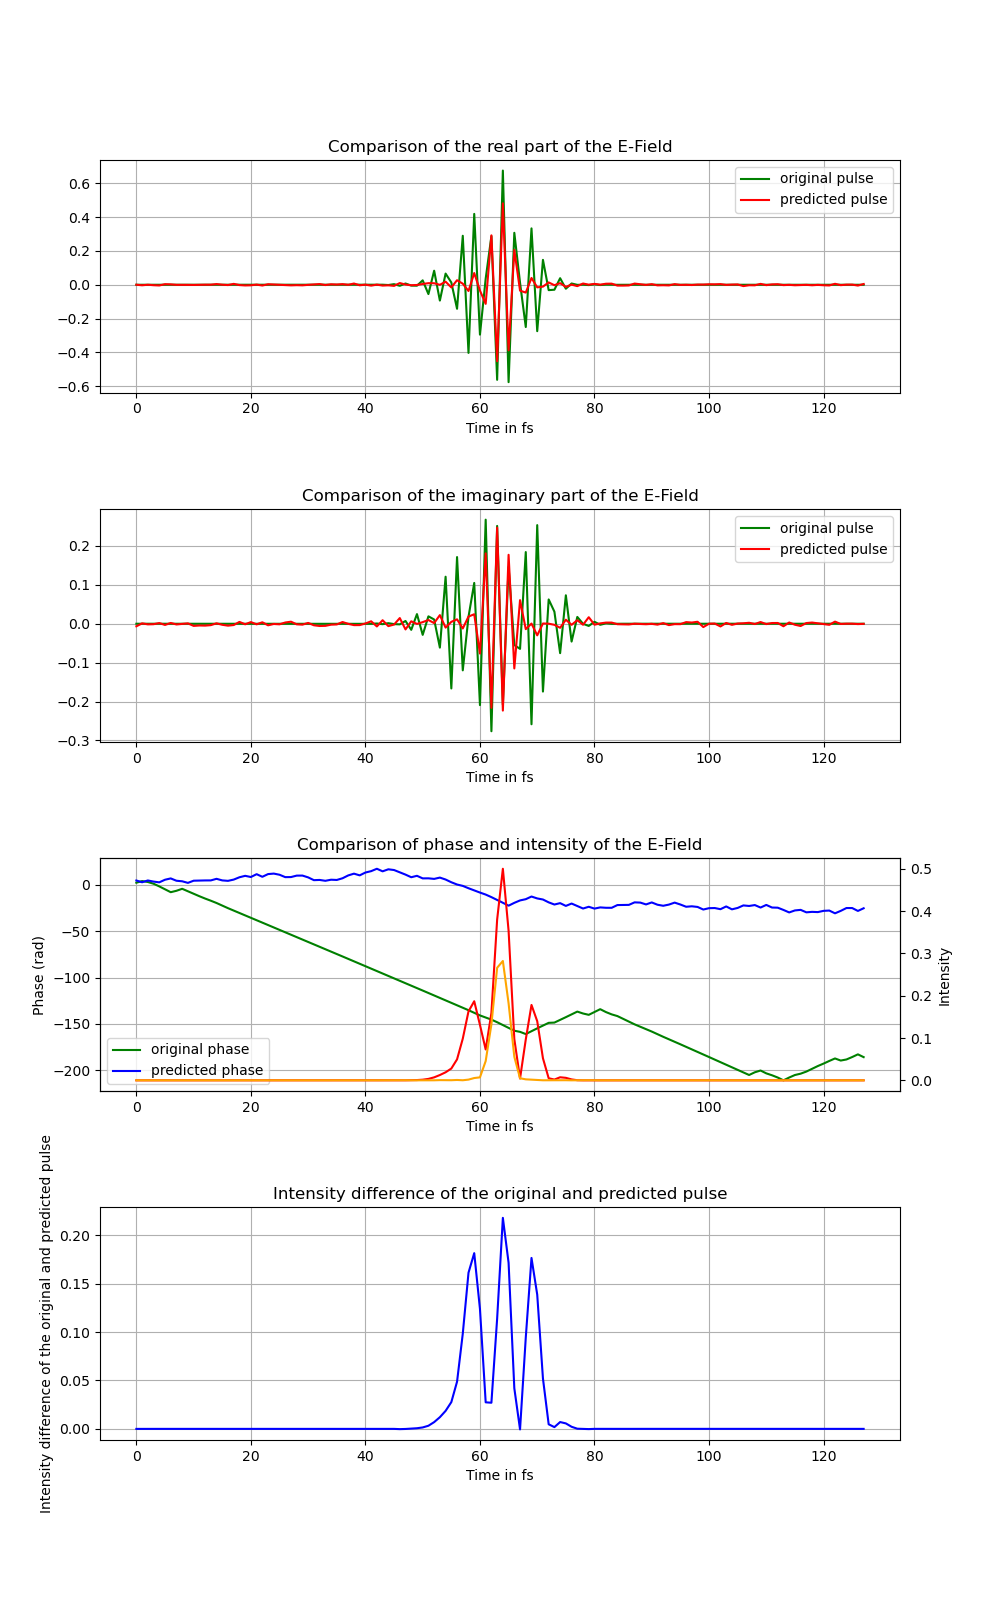 Comparison of the real part of the E-Field
0.6
0.4
0.2
0.0
−0.2
−0.4
−0.6
original pulse
predicted pulse
0 20 40 60 80 100 120
Time in fs
Comparison of the imaginary part of the E-Field
0.2
0.1
0.0
−0.1
−0.2
−0.3
original pulse
predicted pulse
0 20 40 60 80 100 120
Time in fs
Comparison of phase and intensity of the E-Field
Phase (rad)
0
−50
−100
−150
−200
original phase
predicted phase
0.5
0.4
0.3
0.2
0.1
0.0
Intensity
0 20 40 60 80 100 120
Time in fs
Intensity difference of the original and predicted pulse
Intensity difference of the original and predicted pulse
0.20
0.15
0.10
0.05
0.00
0 20 40 60 80 100 120
Time in fs